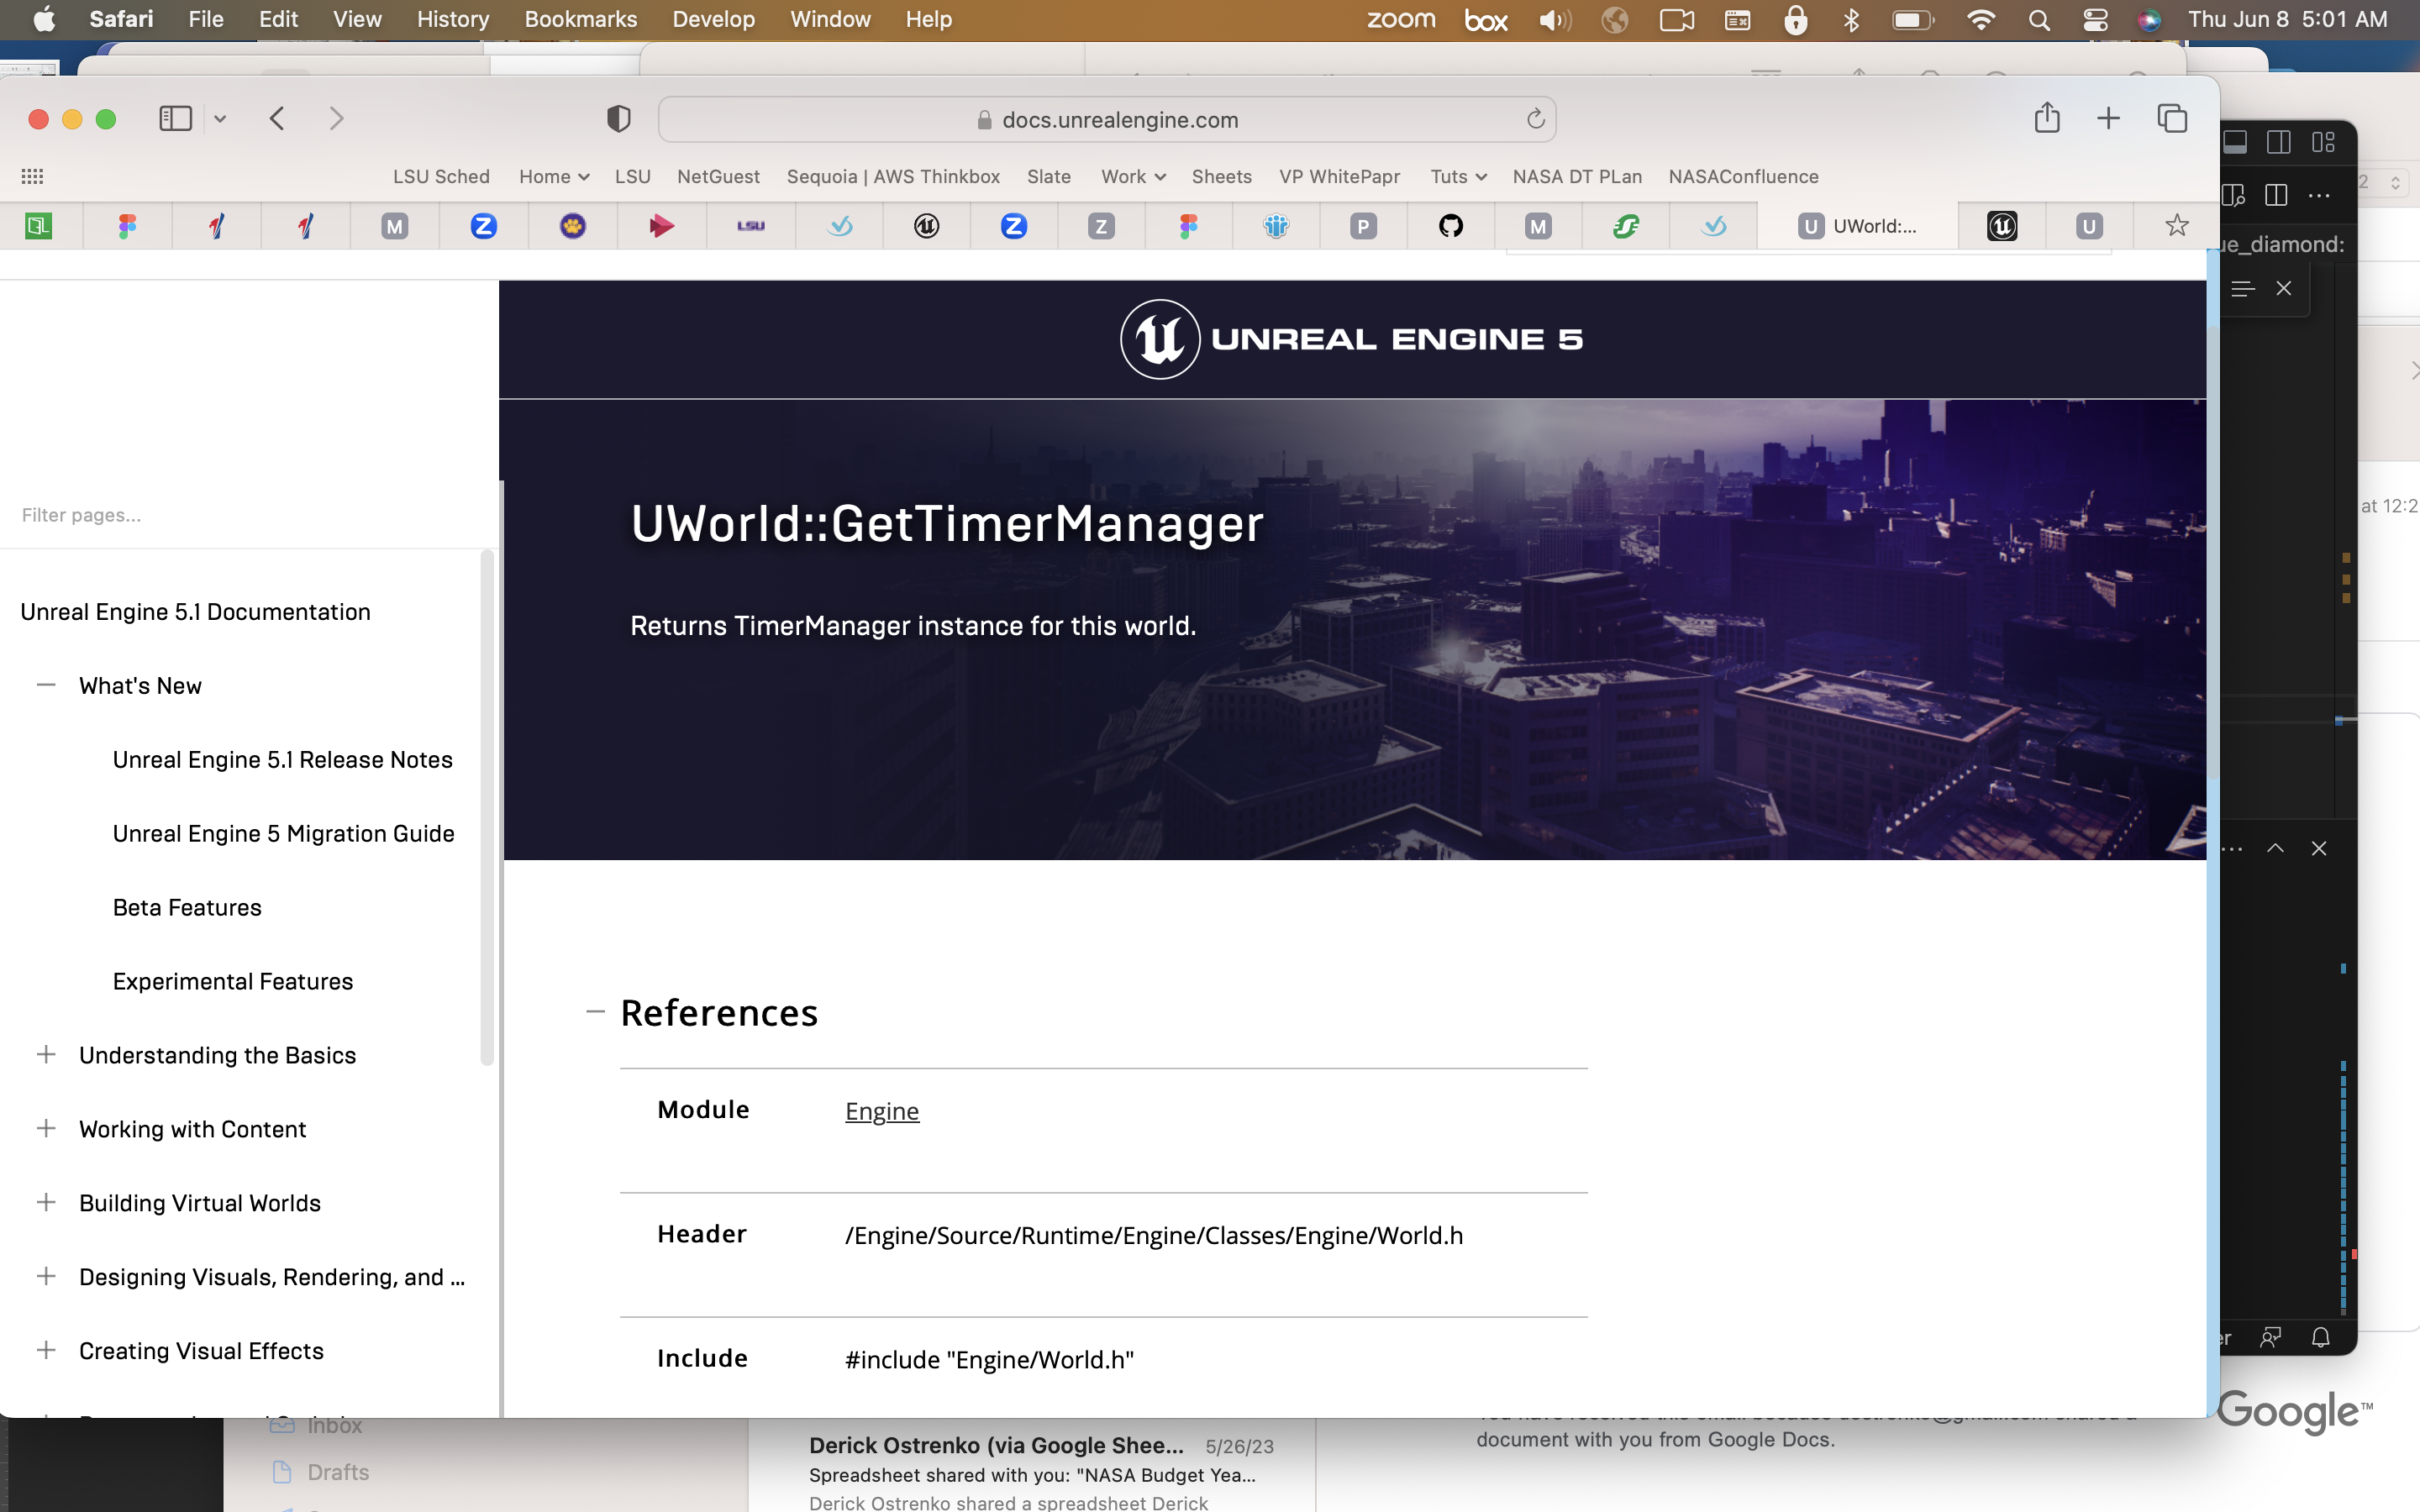 Safari File Edit View History Bookmarks Develop Window Help zoom box Thu Jun 8 5:01 AM
docs.unrealengine.com
LSU Sched Home LSU NetGuest Sequoia | AWS Thinkbox Slate Work Sheets VP WhitePapr Tuts NASA DT PLan NASAConfluence
M Z LSU Z Z P M U UWorld:... U
ue_diamond:
2
UNREAL ENGINE 5
UWorld::GetTimerManager
Returns TimerManager instance for this world.
Filter pages...
at 12:2
Unreal Engine 5.1 Documentation
What's New
Unreal Engine 5.1 Release Notes
Unreal Engine 5 Migration Guide
Beta Features
Experimental Features
Understanding the Basics
Working with Content
Building Virtual Worlds
Designing Visuals, Rendering, and ...
Creating Visual Effects
References
Module Engine
Header /Engine/Source/Runtime/Engine/Classes/Engine/World.h
Include #include "Engine/World.h"
er
Google™
Inbox
Drafts
Derick Ostrenko (via Google Shee... 5/26/23
Spreadsheet shared with you: "NASA Budget Yea...
Derick Ostrenko shared a spreadsheet Derick
document with you from Google Docs.